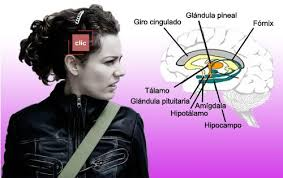 Glándula pineal
Giro cingulado
Fórnix
clic
Tálamo
Glándula pituitaria
Amígdala
Hipotálamo
Hipocampo